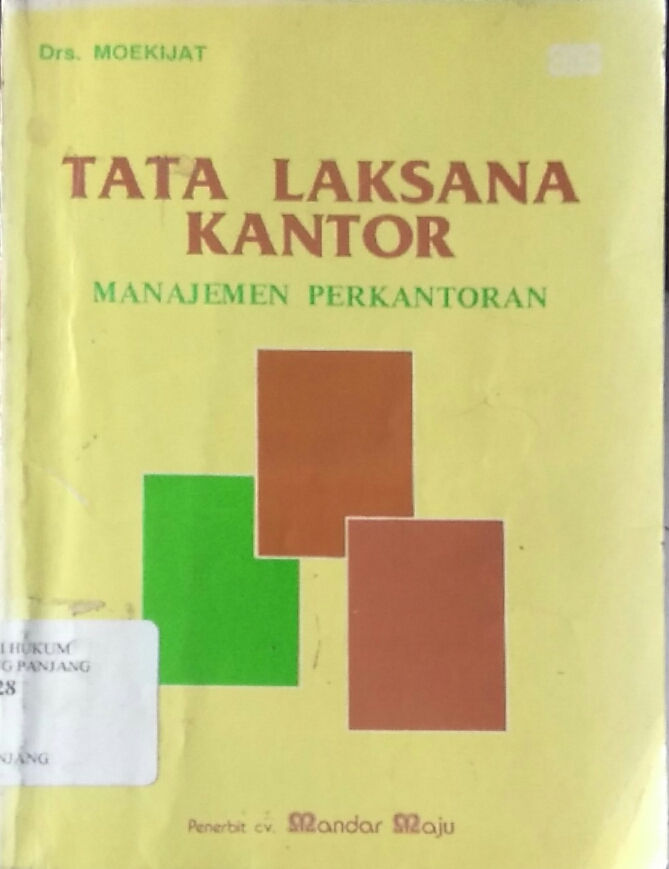 Drs. MOEKIJAT
TATA LAKSANA
KANTOR
MANAJEMEN PERKANTORAN
HUKUM
PANJANG
28
Penerbit cv. Mandar Maju